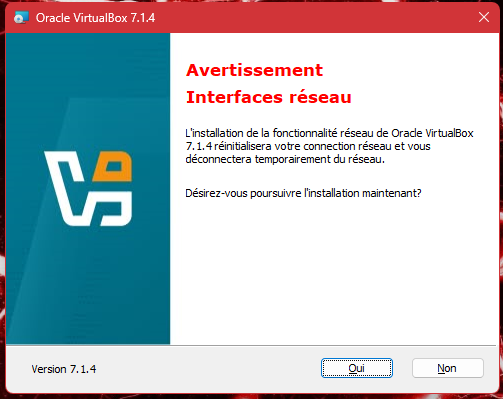 Oracle VirtualBox 7.1.4
Avertissement
Interfaces réseau
L'installation de la fonctionnalité réseau de Oracle VirtualBox
7.1.4 réinitialisera votre connection réseau et vous
déconnectera temporairement du réseau.
Désirez-vous poursuivre l'installation maintenant?
Version 7.1.4
Oui
Non